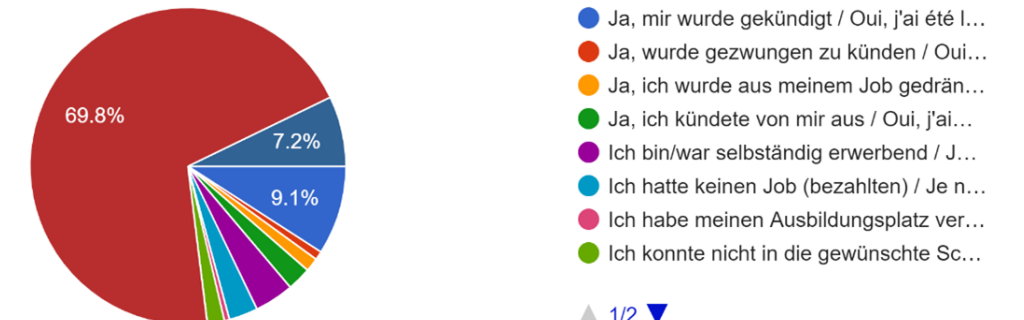 69.8%
7.2%
9.1%
Ja, mir wurde gekündigt / Oui, j'ai été l…
Ja, wurde gezwungen zu künden / Oui…
Ja, ich wurde aus meinem Job gedrän…
Ja, ich kündete von mir aus / Oui, j'ai…
Ich bin/war selbständig erwerbend / J…
Ich hatte keinen Job (bezahlten) / Je n…
Ich habe meinen Ausbildungsplatz ver…
Ich konnte nicht in die gewünschte Sc…
1/2